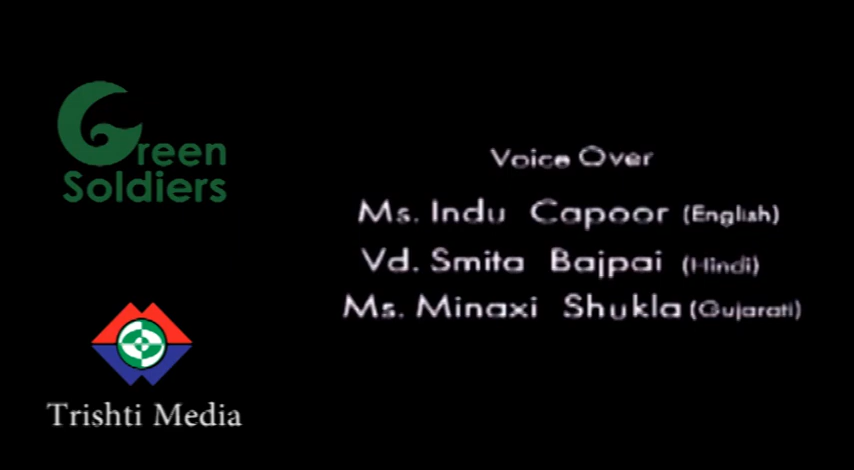 Green
Soldiers
Trishti Media
Voice Over
Ms. Indu Capoor (English)
Vd. Smita Bajpai (Hindi)
Ms. Minaxi Shukla (Gujarati)